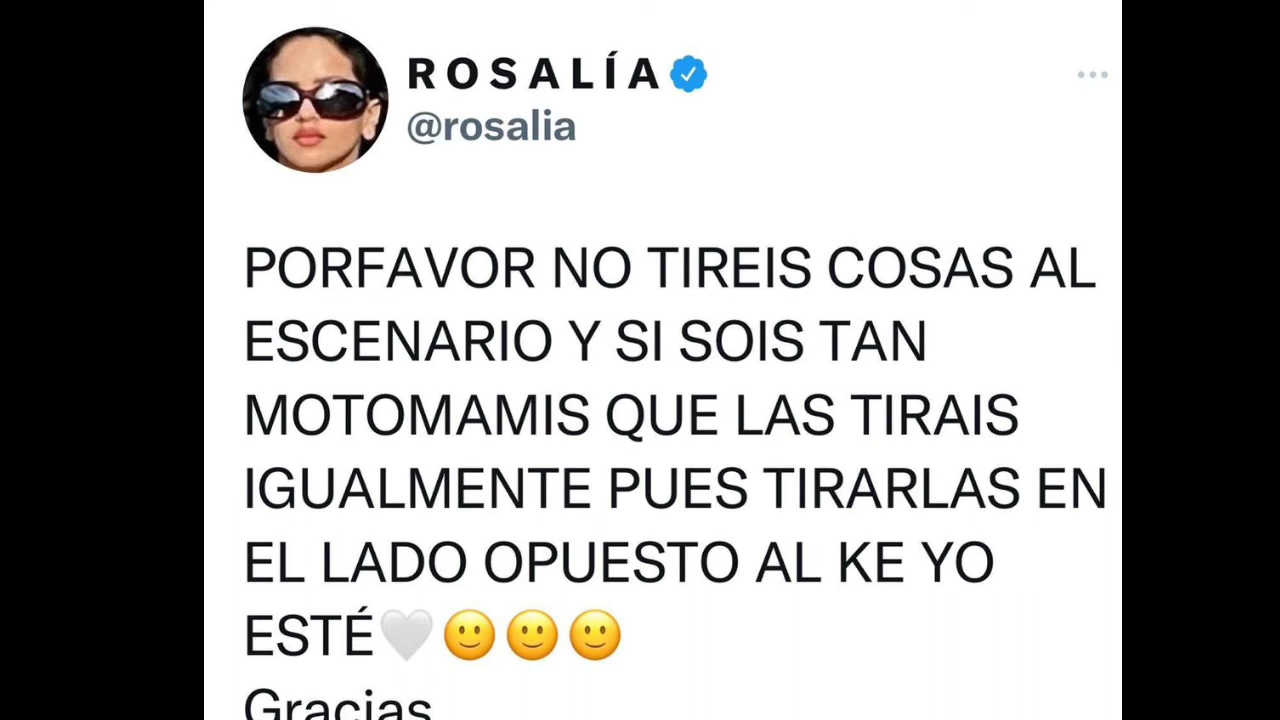 R O S A L Í A
@rosalia
PORFAVOR NO TIREIS COSAS AL
ESCENARIO Y SI SOIS TAN
MOTOMAMIS QUE LAS TIRAIS
IGUALMENTE PUES TIRARLAS EN
EL LADO OPUESTO AL KE YO
ESTÉ🤍🙂🙂🙂
Gracias